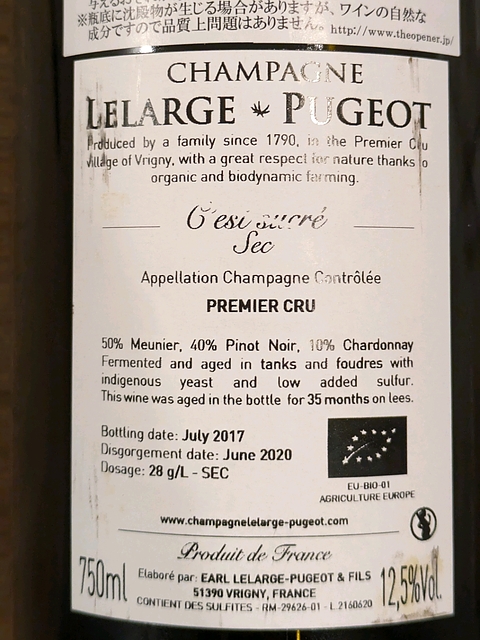 ※瓶底に沈殿物が生じる場合がありますが、ワインの自然な
成分ですので品質上問題はありません。 http://www.theopener.jp/
CHAMPAGNE
LELARGE PUGEOT
Produced by a family since 1790, in the Premier Cru
village of Vrigny, with a great respect for nature thanks to
organic and biodynamic farming.
C'est sucré
Sec
Appellation Champagne Contrôlée
PREMIER CRU
50% Meunier, 40% Pinot Noir, 10% Chardonnay
Fermented and aged in tanks and foudres with
indigenous yeast and low added sulfur.
This wine was aged in the bottle for 35 months on lees.
Bottling date: July 2017
Disgorgement date: June 2020
Dosage: 28 g/L - SEC
EU-BIO-01
AGRICULTURE EUROPE
www.champagnelelarge-pugeot.com
Produit de France
750ml
Elaboré par: EARL LELARGE-PUGEOT & FILS
51390 VRIGNY, FRANCE
CONTIENT DES SULFITES - RM-29626-01 - L.2160620
12,5%Vol.